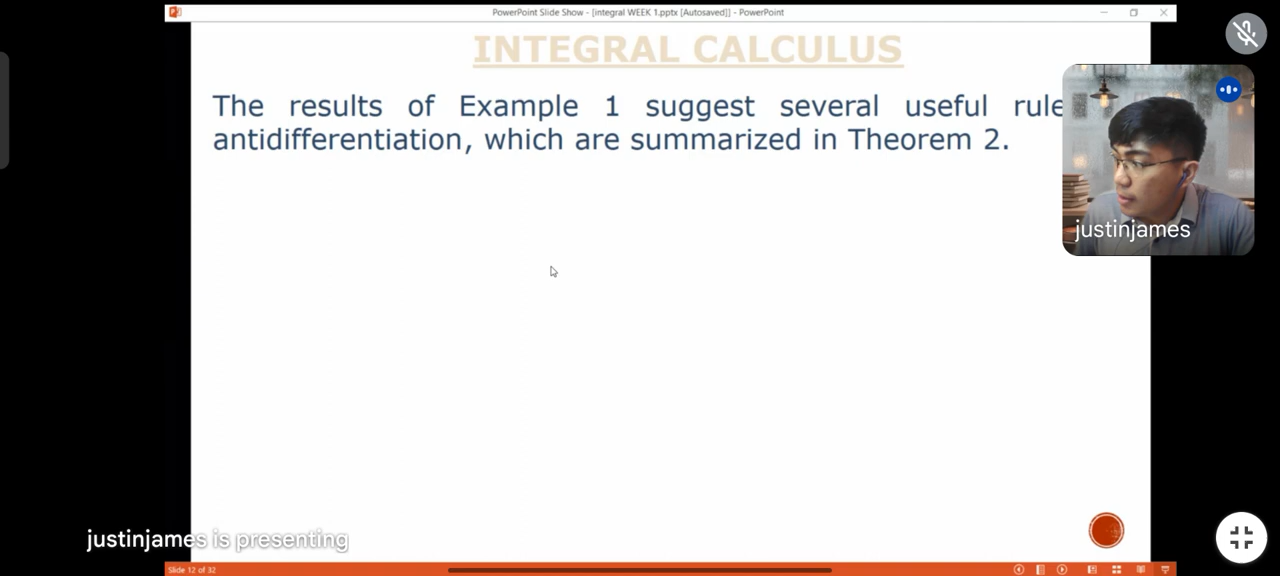 PowerPoint Slide Show - [integral WEEK 1.pptx [Autosaved]] - PowerPoint
INTEGRAL CALCULUS
The results of Example 1 suggest several useful rule
antidifferentiation, which are summarized in Theorem 2.
justinjames
justinjames is presenting
Slide 12 of 32